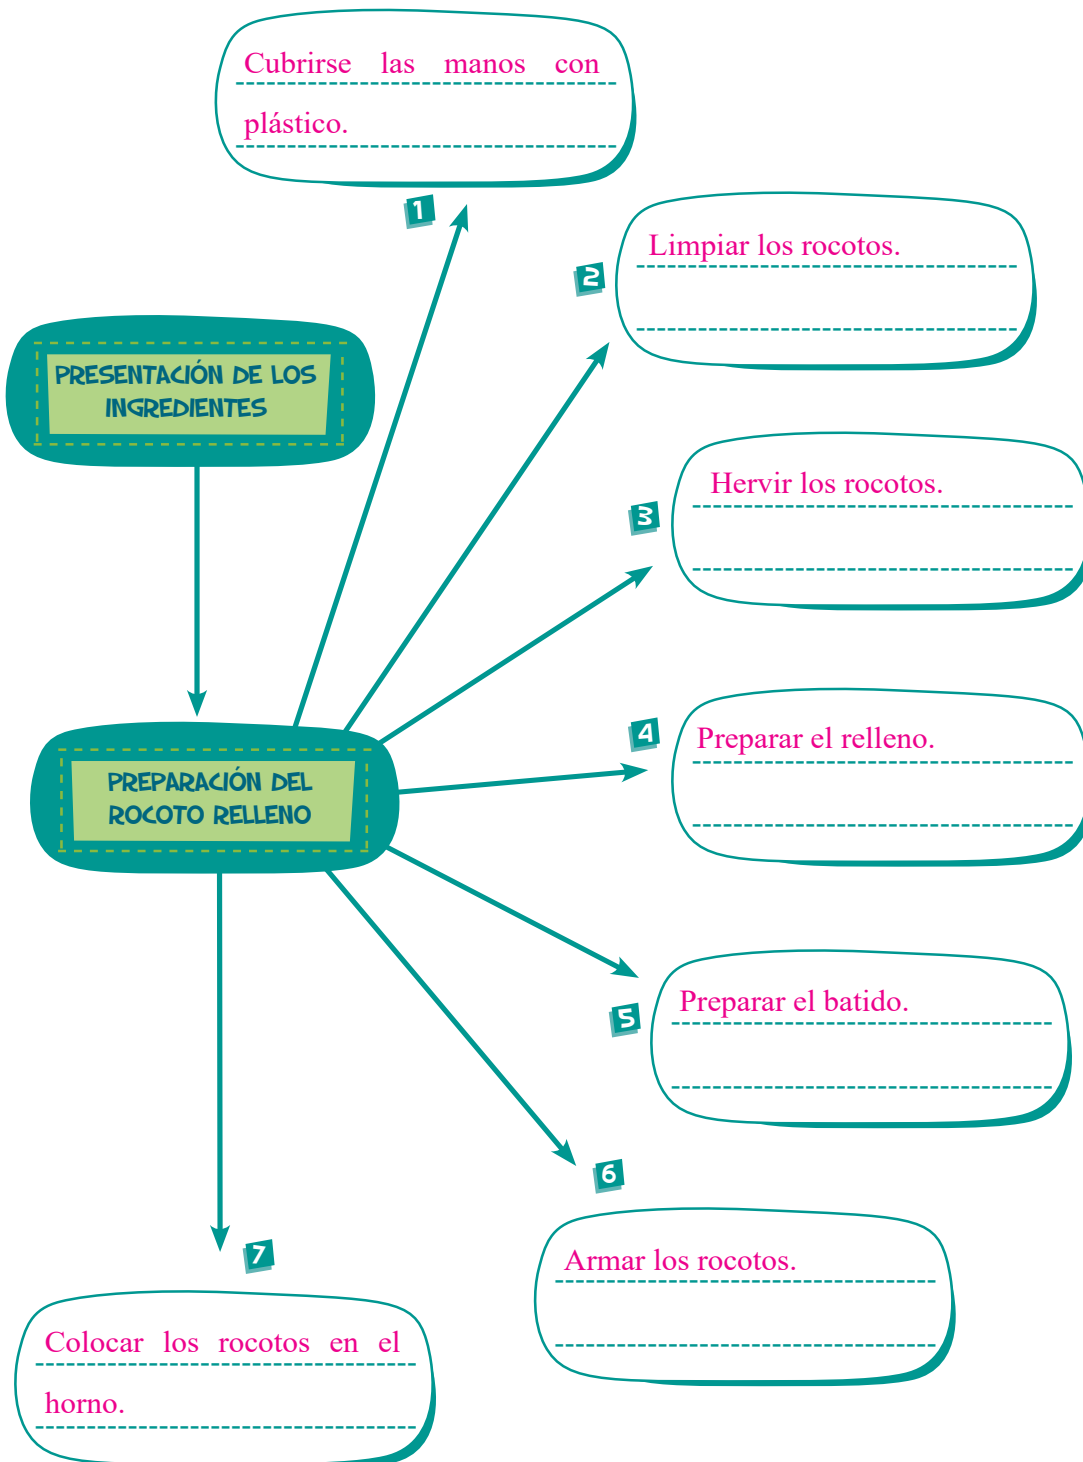 Cubrirse las manos con
plástico.
1
Limpiar los rocotos.
2
PRESENTACIÓN DE LOS
INGREDIENTES
Hervir los rocotos.
3
4
Preparar el relleno.
PREPARACIÓN DEL
ROCOTO RELLENO
Preparar el batido.
5
6
Armar los rocotos.
7
Colocar los rocotos en el
horno.